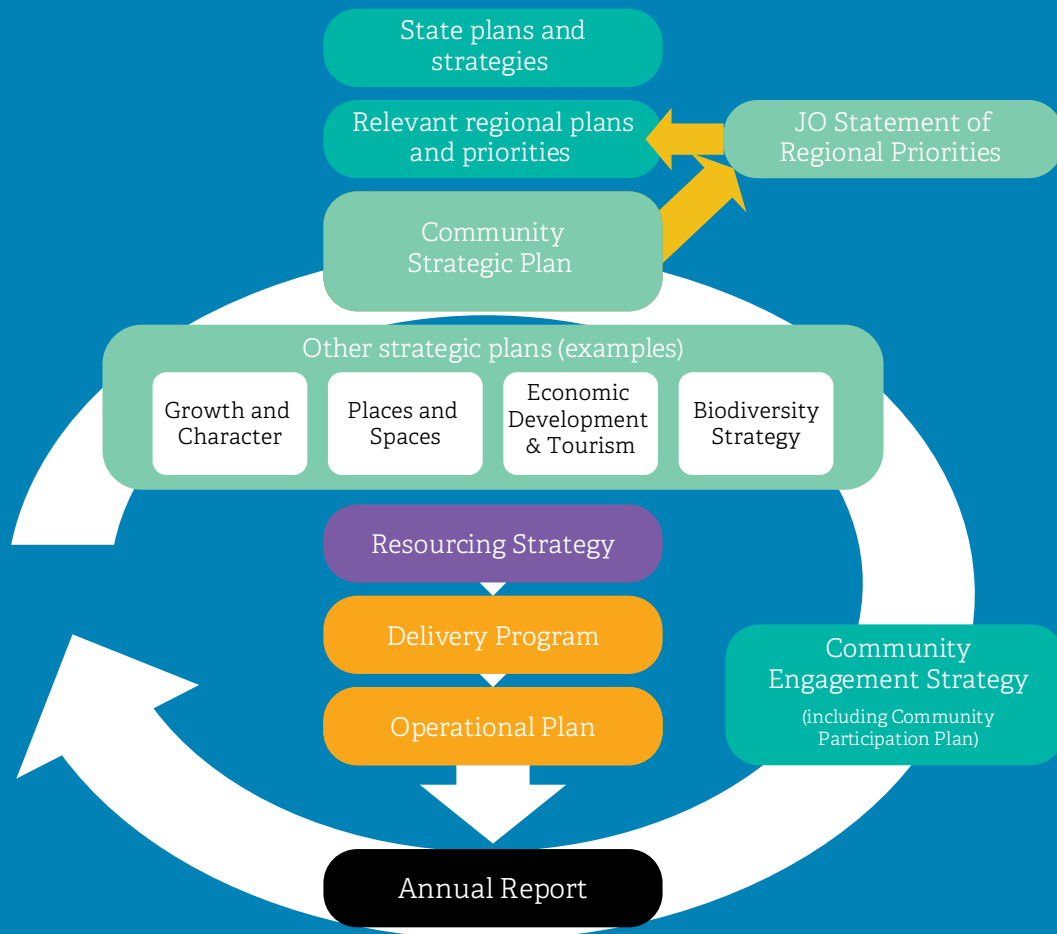 State plans and
strategies
Relevant regional plans
and priorities
JO Statement of
Regional Priorities
Community
Strategic Plan
Other strategic plans (examples)
Growth and
Character
Places and
Spaces
Economic
Development
& Tourism
Biodiversity
Strategy
Resourcing Strategy
Delivery Program
Community
Engagement Strategy
(including Community
Participation Plan)
Operational Plan
Annual Report